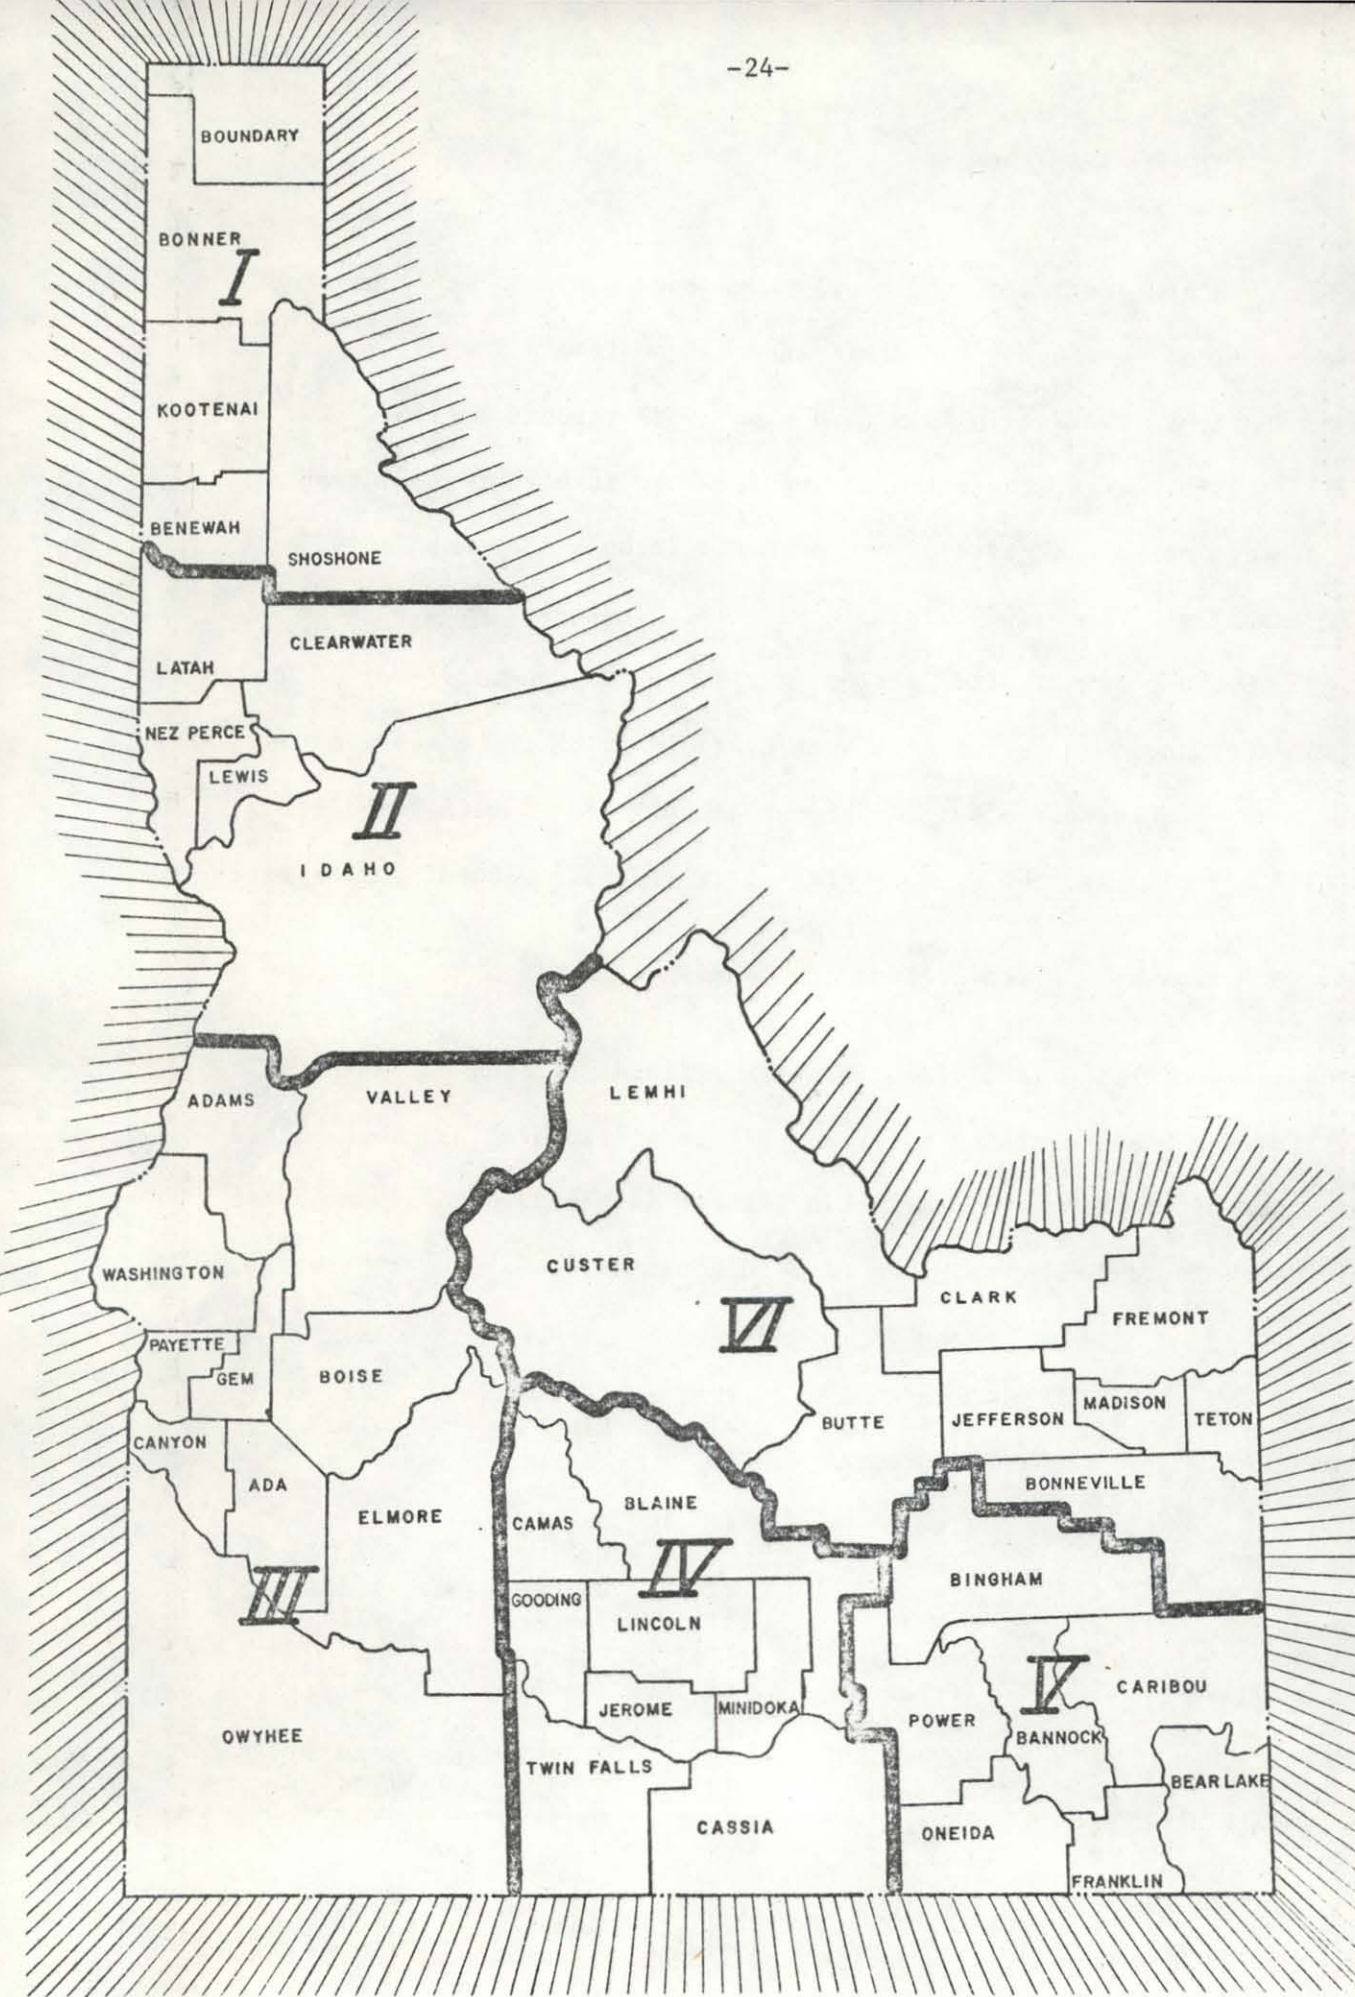 -24-
BOUNDARY
BONNER
I
KOOTENAI
BENEWAH
SHOSHONE
CLEARWATER
LATAH
NEZ PERCE
LEWIS
II
IDAHO
ADAMS
VALLEY
LEMHI
WASHINGTON
CUSTER
CLARK
VI
FREMONT
PAYETTE
GEM
BOISE
MADISON
BUTTE
JEFFERSON
TETON
CANYON
ADA
BONNEVILLE
ELMORE
CAMAS
BLAINE
IV
BINGHAM
III
GOODING
LINCOLN
V
CARIBOU
JEROME
MINIDOKA
POWER
OWYHEE
BANNOCK
TWIN FALLS
BEAR LAKE
CASSIA
ONEIDA
FRANKLIN